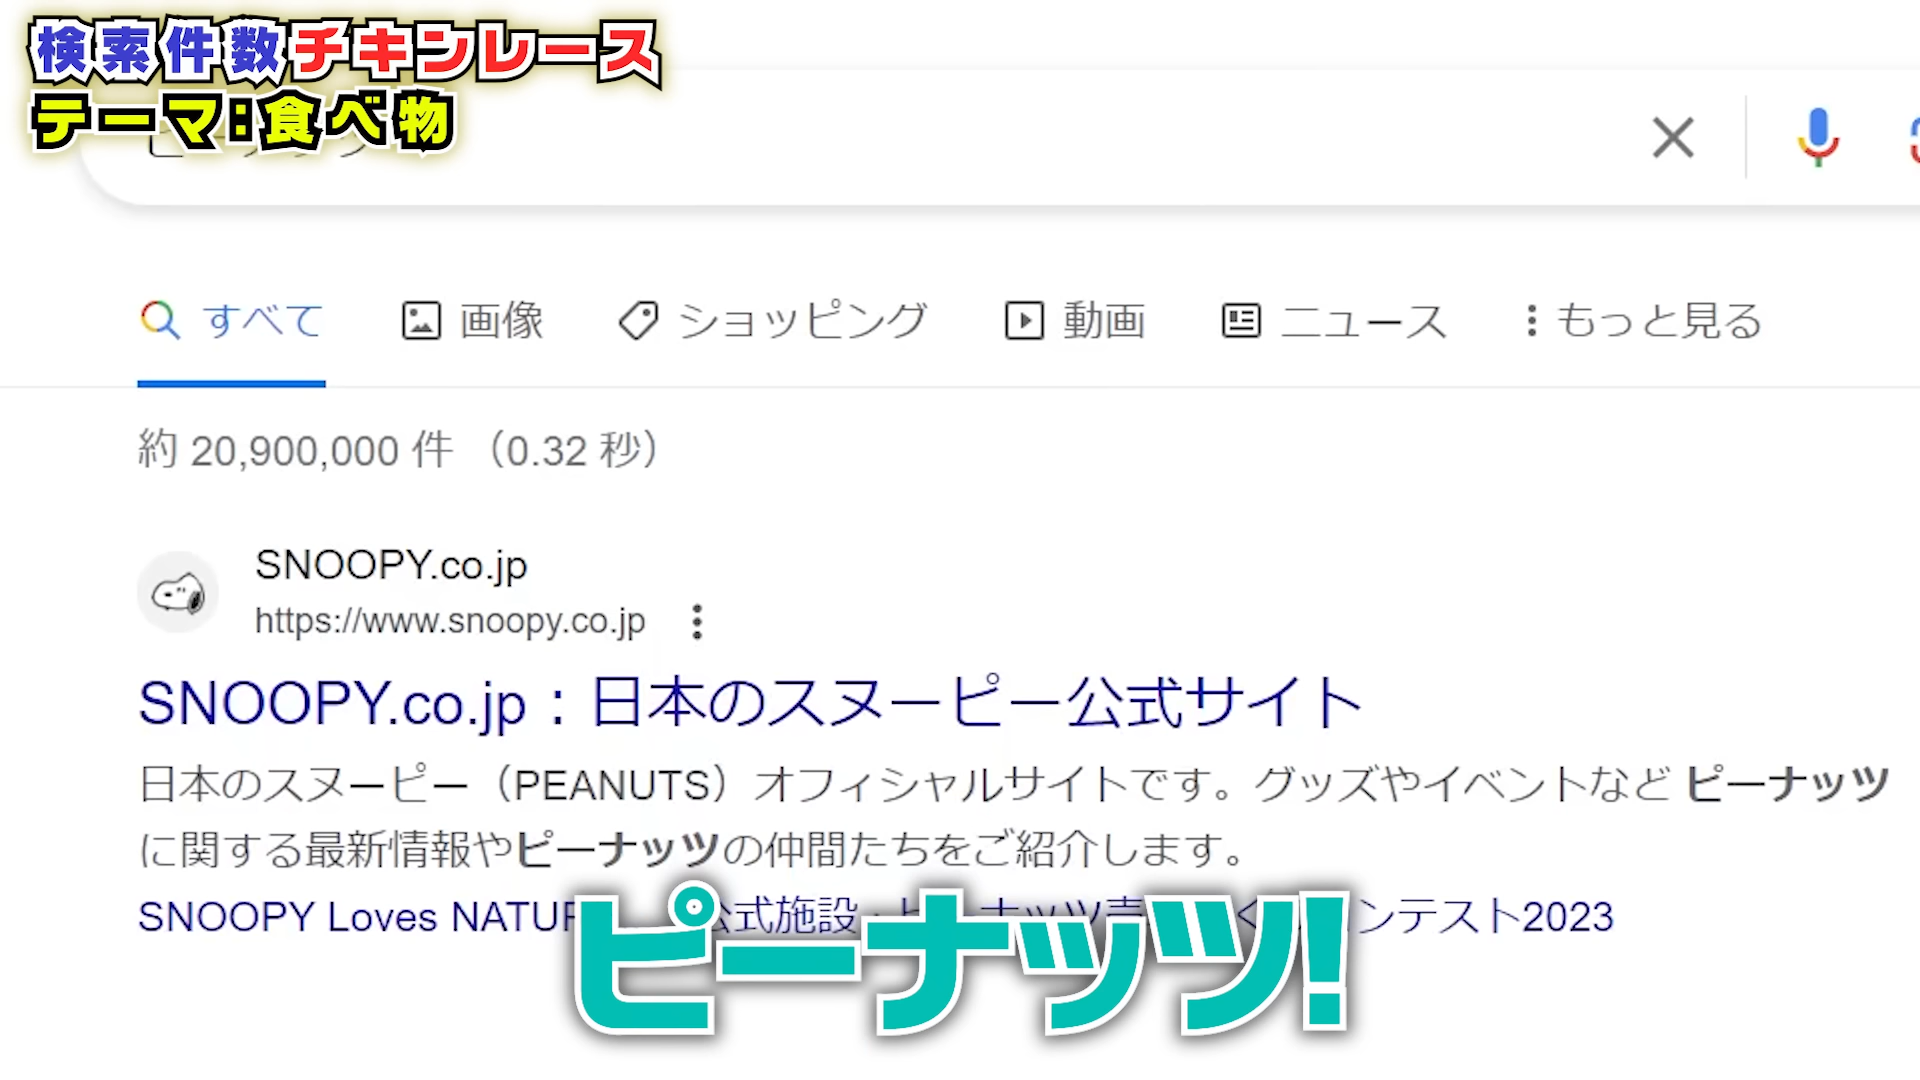 検索件数チキンレース
テーマ:食べ物
すべて 画像 ショッピング 動画 ニュース もっと見る
約 20,900,000 件 （0.32 秒）
SNOOPY.co.jp
https://www.snoopy.co.jp
SNOOPY.co.jp：日本のスヌーピー公式サイト
日本のスヌーピー（PEANUTS）オフィシャルサイトです。グッズやイベントなど ピーナッツ
に関する最新情報やピーナッツの仲間たちをご紹介します。
SNOOPY Loves 公式施設 コンテスト2023
ピーナッツ!